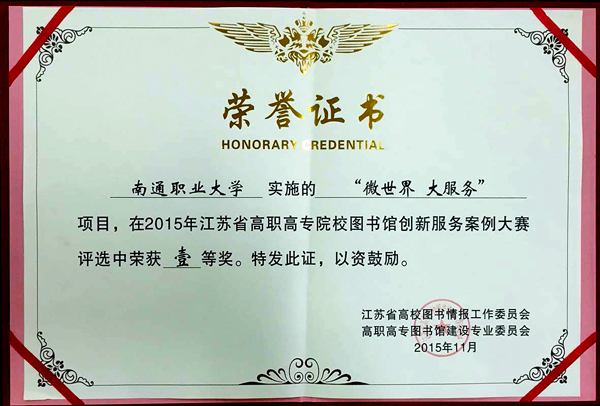 荣誉证书
HONORARY CREDENTIAL
南通职业大学 实施的 “微世界 大服务”
项目，在2015年江苏省高职高专院校图书馆创新服务案例大赛
评选中荣获 壹 等奖。特发此证，以资鼓励。
江苏省高校图书情报工作委员会
高职高专图书馆建设专业委员会
2015年11月